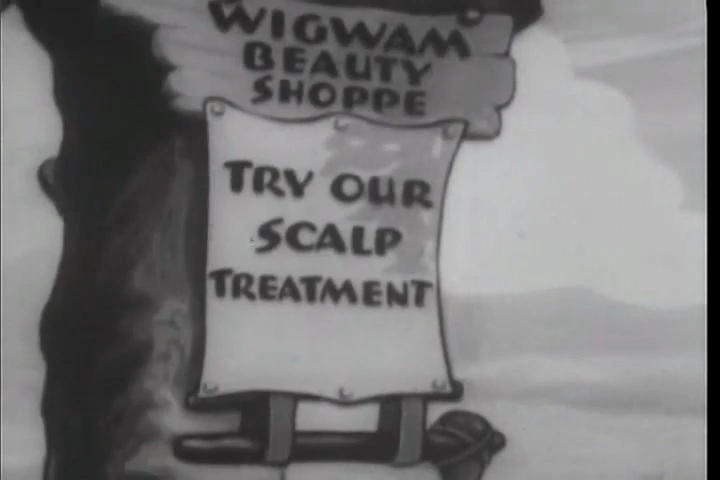 WIGWAM
BEAUTY
SHOPPE
TRY OUR
SCALP
TREATMENT